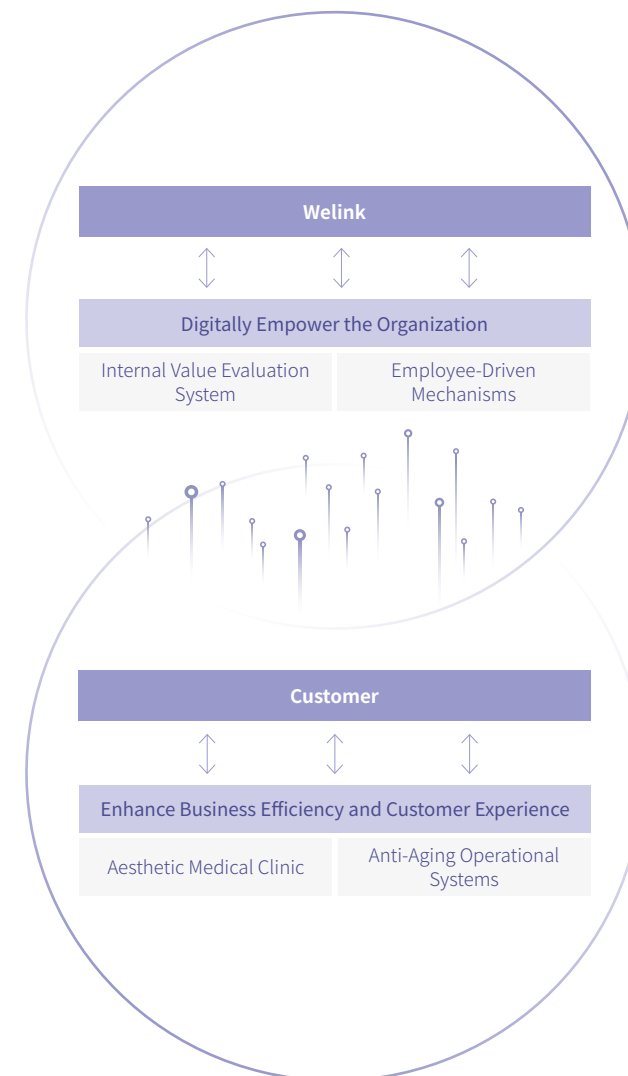 Welink
Digitally Empower the Organization
Internal Value Evaluation
System
Employee-Driven
Mechanisms
Customer
Enhance Business Efficiency and Customer Experience
Aesthetic Medical Clinic
Anti-Aging Operational
Systems